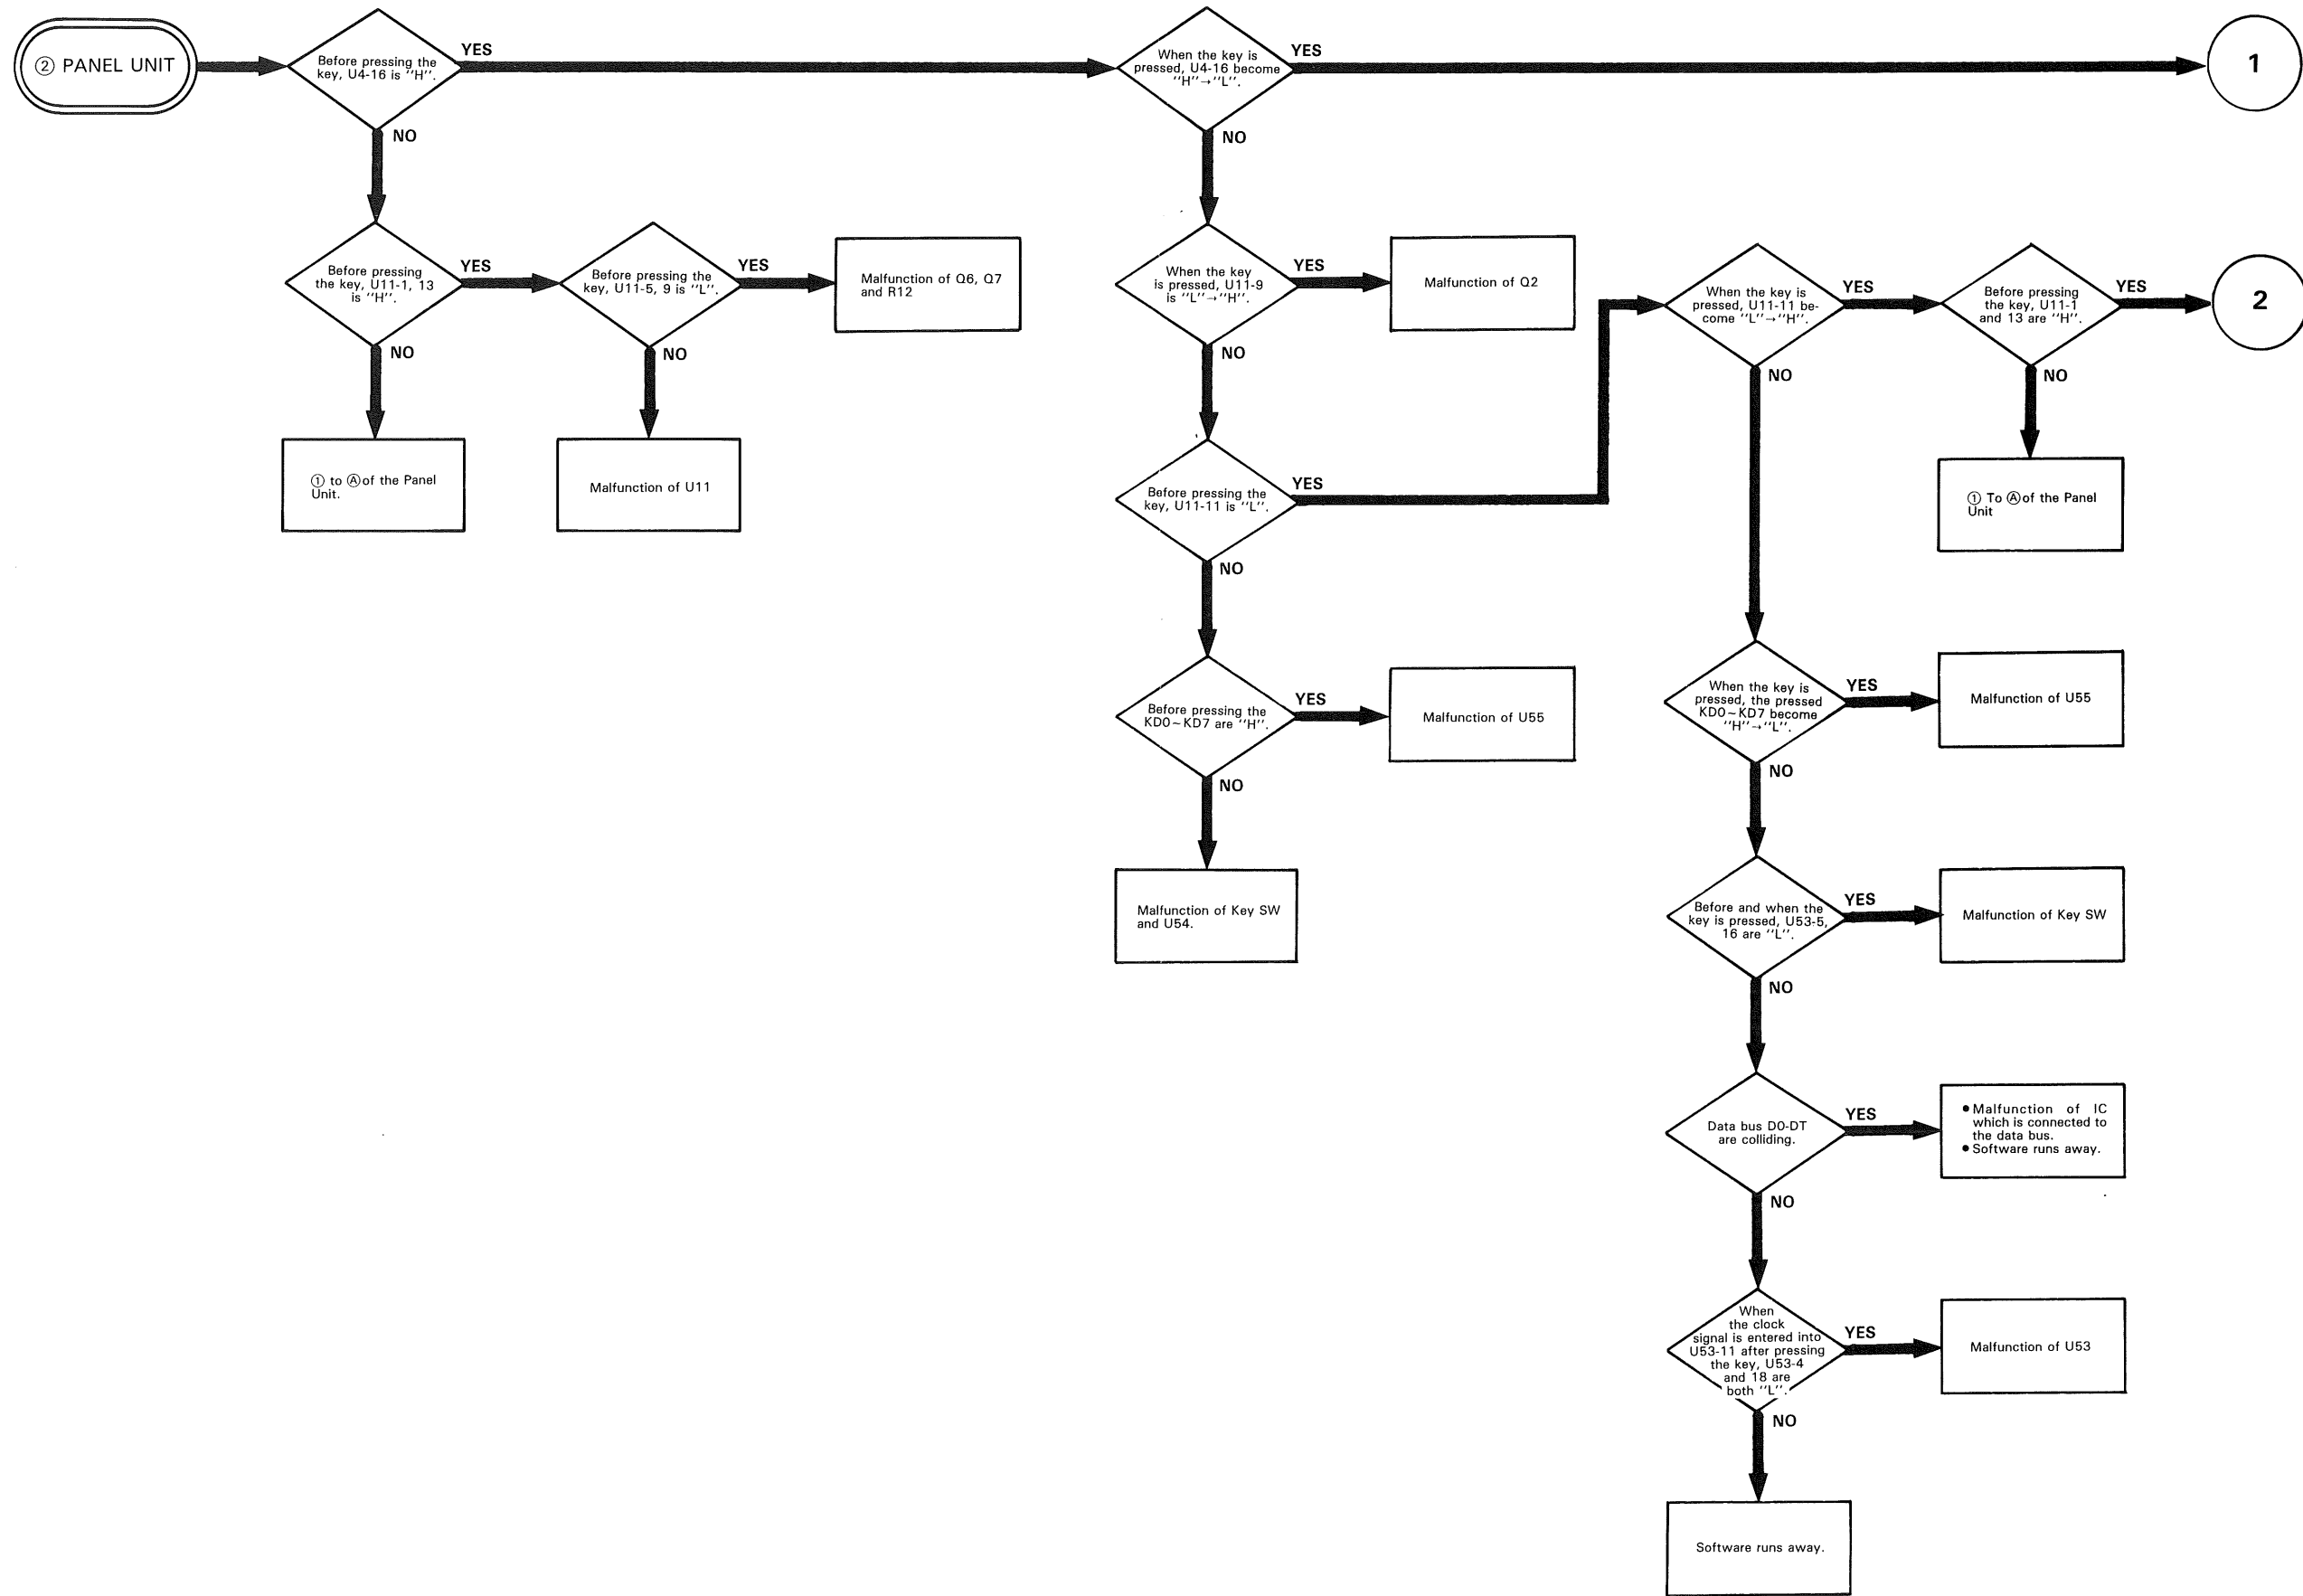 ② PANEL UNIT
Before pressing the
key, U4-16 is "H".
YES
NO
When the key is
pressed, U4-16 become
"H"→"L".
YES
NO
1
Before pressing
the key, U11-1, 13
is "H".
YES
NO
Before pressing the
key, U11-5, 9 is "L".
YES
NO
Malfunction of Q6, Q7
and R12
① to Ⓐ of the Panel
Unit.
Malfunction of U11
When the key
is pressed, U11-9
is "L"→"H".
YES
NO
Malfunction of Q2
Before pressing the
key, U11-11 is "L".
YES
NO
Before pressing the
KD0~KD7 are "H".
YES
NO
Malfunction of U55
Malfunction of Key SW
and U54.
When the key is
pressed, U11-11 be-
come "L"→"H".
YES
NO
Before pressing
the key, U11-1
and 13 are "H".
YES
NO
2
① To Ⓐ of the Panel
Unit
When the key is
pressed, the pressed
KD0~KD7 become
"H"→"L".
YES
NO
Malfunction of U55
Before and when the
key is pressed, U53-5,
16 are "L".
YES
NO
Malfunction of Key SW
Data bus D0-DT
are colliding.
YES
NO
● Malfunction of IC
which is connected to
the data bus.
● Software runs away.
When
the clock
signal is entered into
U53-11 after pressing
the key, U53-4
and 18 are
both "L".
YES
NO
Malfunction of U53
Software runs away.